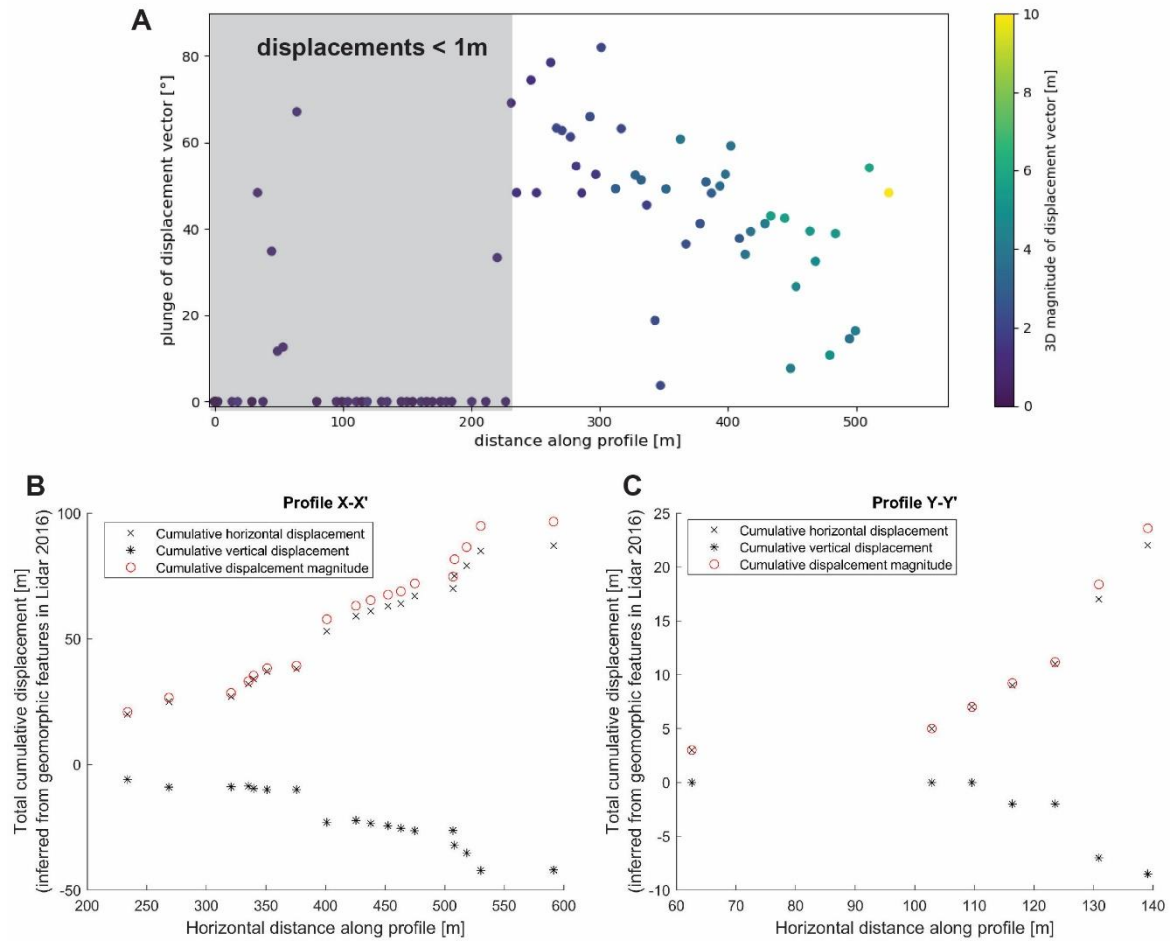 A
displacements < 1m
plunge of displacement vector [°]
80
60
40
20
0
0
100
200
300
400
500
distance along profile [m]
10
8
6
4
2
0
3D magnitude of displacement vector [m]
B
Profile X-X'
Cumulative horizontal displacement
Cumulative vertical displacement
Cumulative dispalcement magnitude
Total cumulative displacement [m]
(inferred from geomorphic features in Lidar 2016)
100
50
0
-50
200
250
300
350
400
450
500
550
600
Horizontal distance along profile [m]
C
Profile Y-Y'
Cumulative horizontal displacement
Cumulative vertical displacement
Cumulative dispalcement magnitude
Total cumulative displacement [m]
(inferred from geomorphic features in Lidar 2016)
25
20
15
10
5
0
-5
-10
60
70
80
90
100
110
120
130
140
Horizontal distance along profile [m]